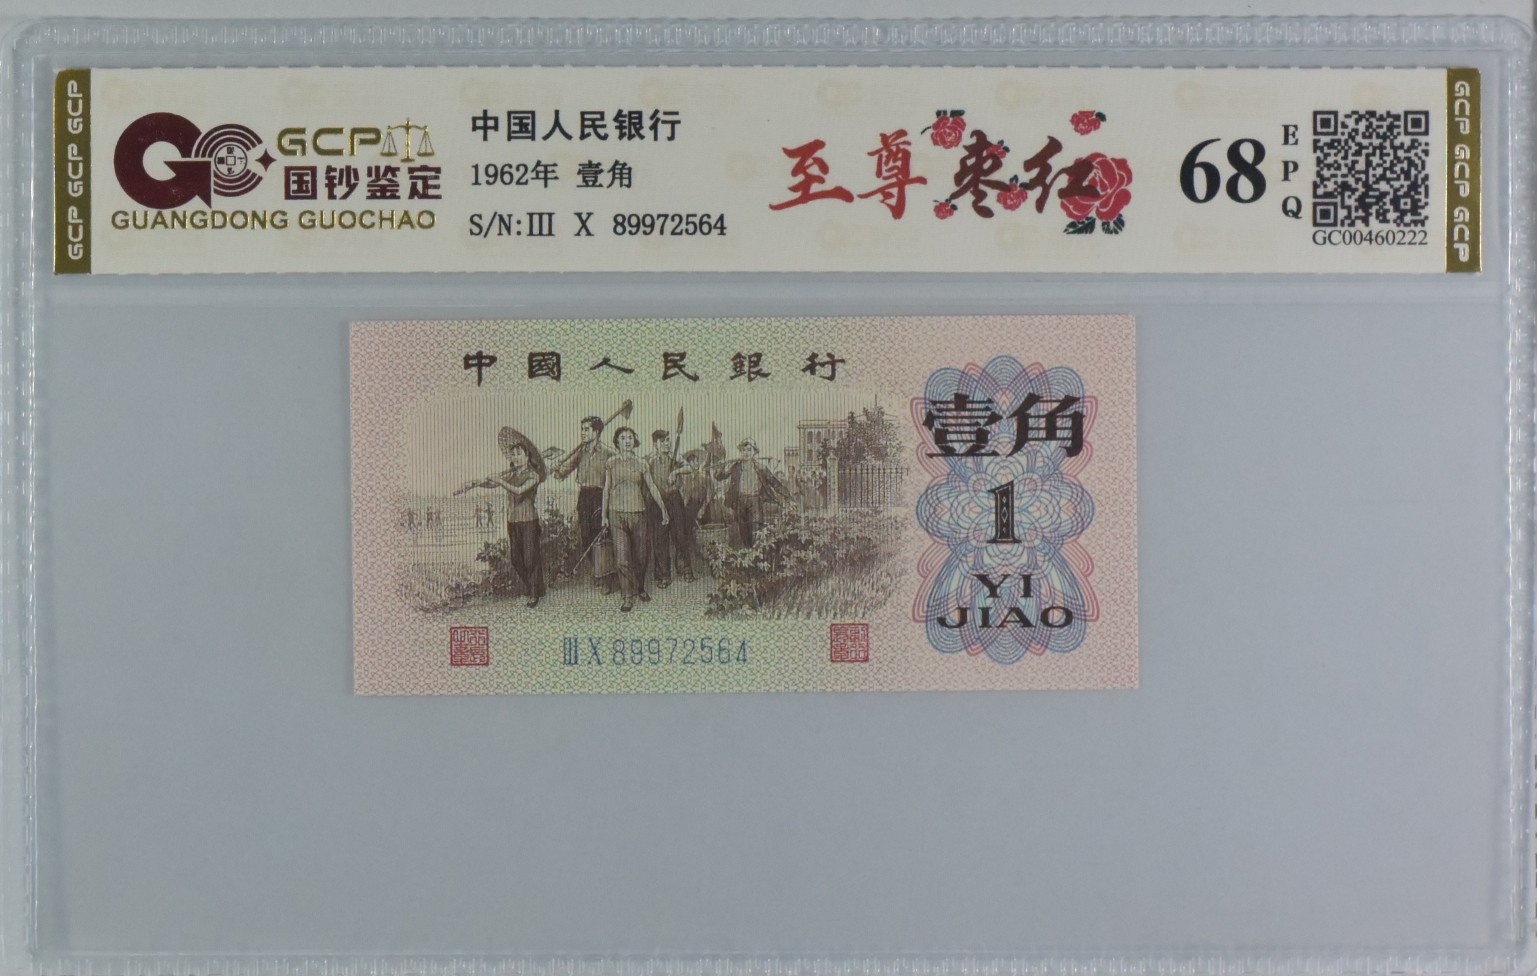 GCP GCP GCP
GCP
国钞鉴定
GUANGDONG GUOCHAO
中国人民银行
1962年 壹角
S/N:Ⅲ X 89972564
至尊枣红
68
EPQ
GC00460222
GCP GCP GCP
中國人民銀行
壹角
1
YI
JIAO
Ⅲ X 89972564